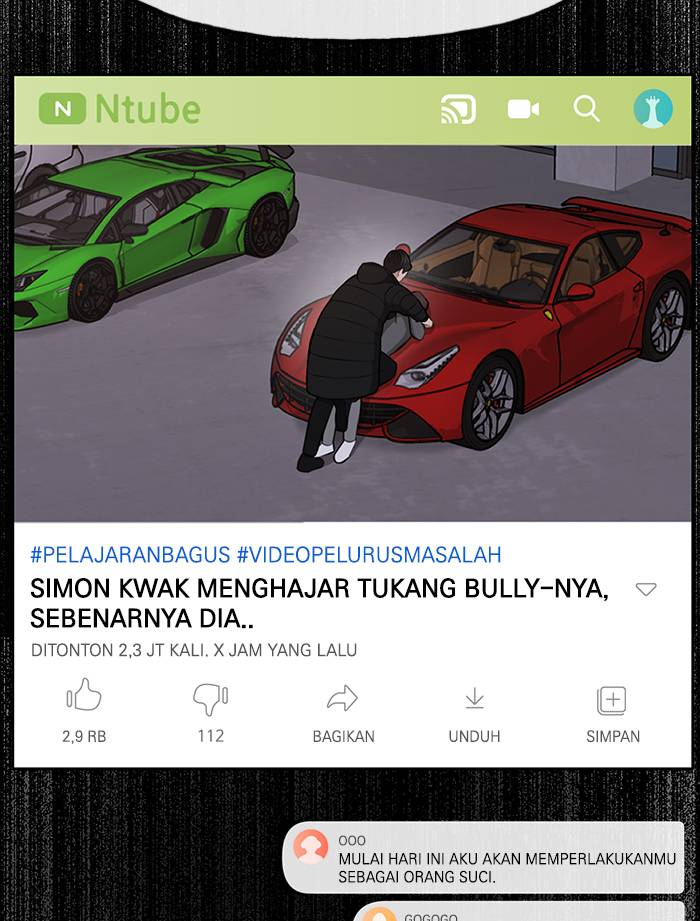 N Ntube
#PELAJARANBAGUS #VIDEOPELURUSMASALAH
SIMON KWAK MENGHAJAR TUKANG BULLY-NYA,
SEBENARNYA DIA..
DITONTON 2,3 JT KALI. X JAM YANG LALU
2,9 RB
112
BAGIKAN
UNDUH
SIMPAN
OOO
MULAI HARI INI AKU AKAN MEMPERLAKUKANMU
SEBAGAI ORANG SUCI.
GOGOGO